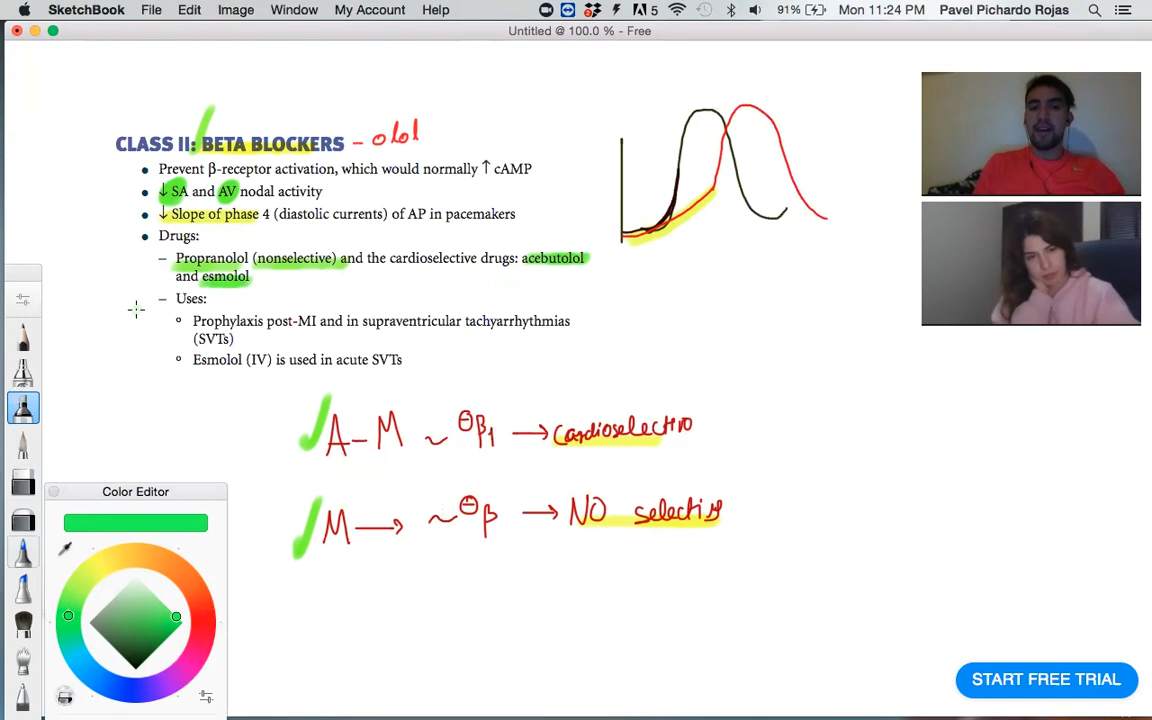 SketchBook File Edit Image Window My Account Help 5 91% Mon 11:24 PM Pavel Pichardo Rojas
Untitled @ 100.0 % - Free
CLASS II: BETA BLOCKERS - olol
• Prevent β-receptor activation, which would normally ↑ cAMP
• ↓ SA and AV nodal activity
• ↓ Slope of phase 4 (diastolic currents) of AP in pacemakers
• Drugs:
– Propranolol (nonselective) and the cardioselective drugs: acebutolol
and esmolol
– Uses:
° Prophylaxis post-MI and in supraventricular tachyarrhythmias
(SVTs)
° Esmolol (IV) is used in acute SVTs
A-M ~ ⊖β1 → cardioselectivo
M → ~ ⊖β → NO selectivo
Color Editor
START FREE TRIAL